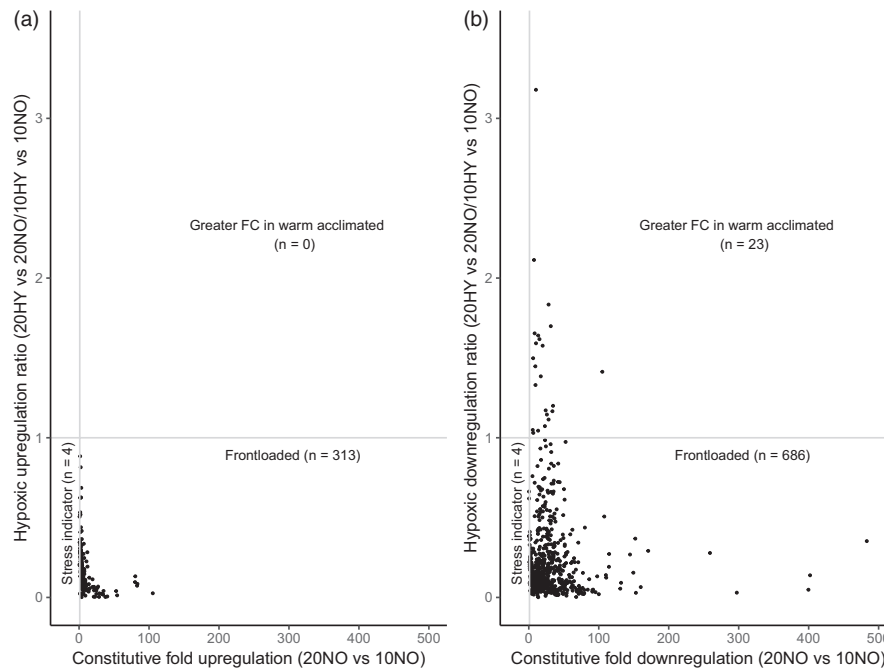 (a)
Hypoxic upregulation ratio (20HY vs 20NO/10HY vs 10NO)
3
2
1
0
Greater FC in warm acclimated
(n = 0)
Frontloaded (n = 313)
Stress indicator (n = 4)
0
100
200
300
400
500
Constitutive fold upregulation (20NO vs 10NO)
(b)
Hypoxic downregulation ratio (20HY vs 20NO/10HY vs 10NO)
3
2
1
0
Greater FC in warm acclimated
(n = 23)
Frontloaded (n = 686)
Stress indicator (n = 4)
0
100
200
300
400
500
Constitutive fold downregulation (20NO vs 10NO)